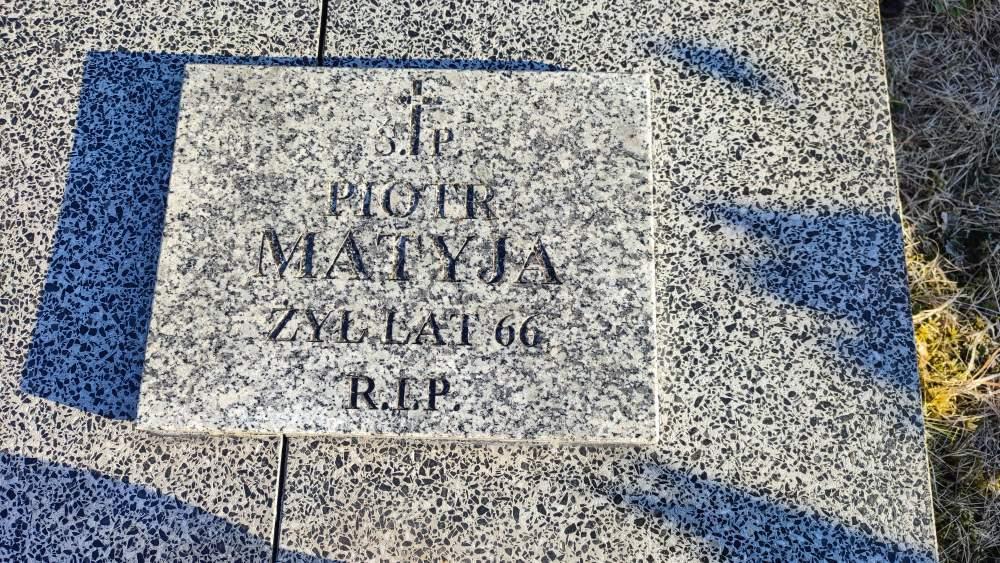 Ś.P.
PIOTR
MATYJA
ŻYŁ LAT 66
R.I.P.